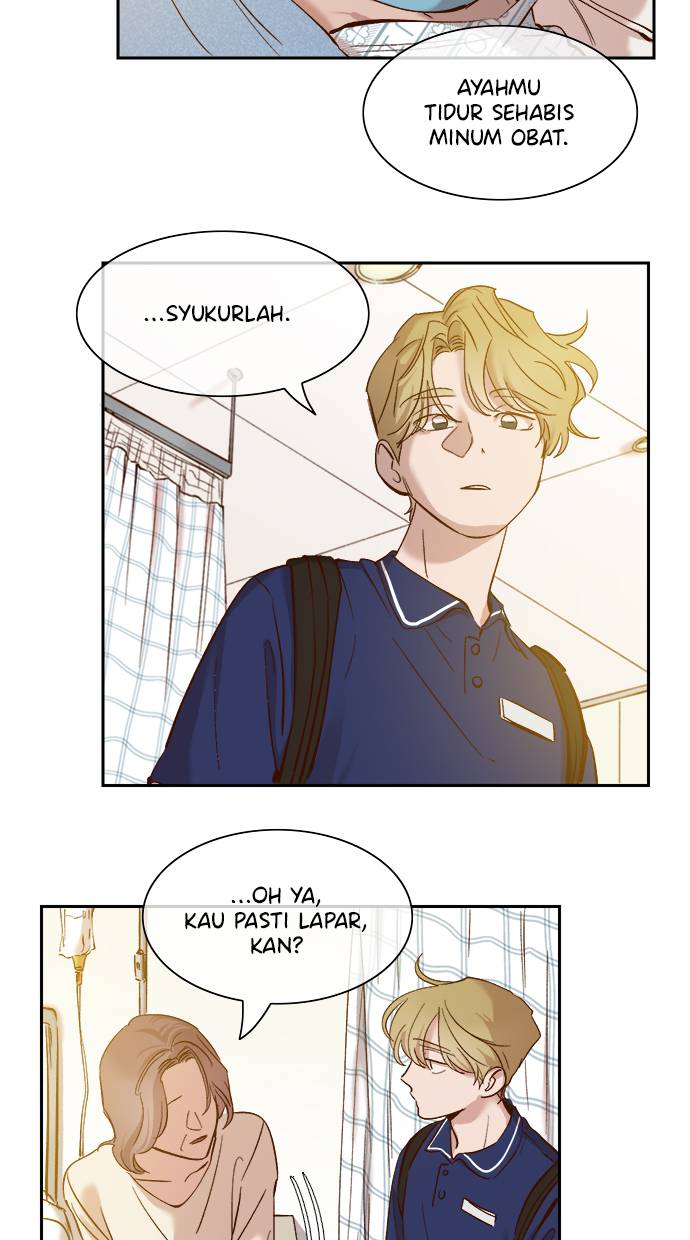 AYAHMU
TIDUR SEHABIS
MINUM OBAT.
...SYUKURLAH.
...OH YA,
KAU PASTI LAPAR,
KAN?